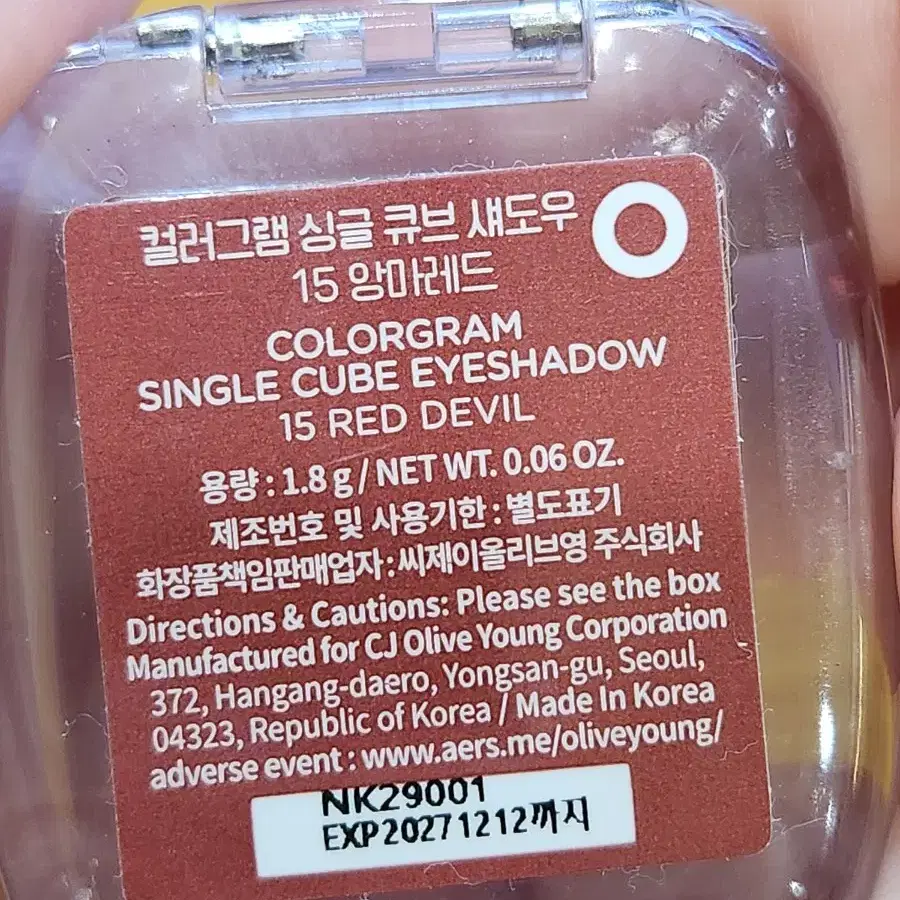 컬러그램 싱글 큐브 섀도우
15 앙마레드
COLORGRAM
SINGLE CUBE EYESHADOW
15 RED DEVIL
용량 : 1.8 g / NET WT. 0.06 OZ.
제조번호 및 사용기한 : 별도표기
화장품책임판매업자 : 씨제이올리브영 주식회사
Directions & Cautions: Please see the box
Manufactured for CJ Olive Young Corporation
372, Hangang-daero, Yongsan-gu, Seoul,
04323, Republic of Korea / Made In Korea
adverse event : www.aers.me/oliveyoung/
NK29001
EXP20271212까지